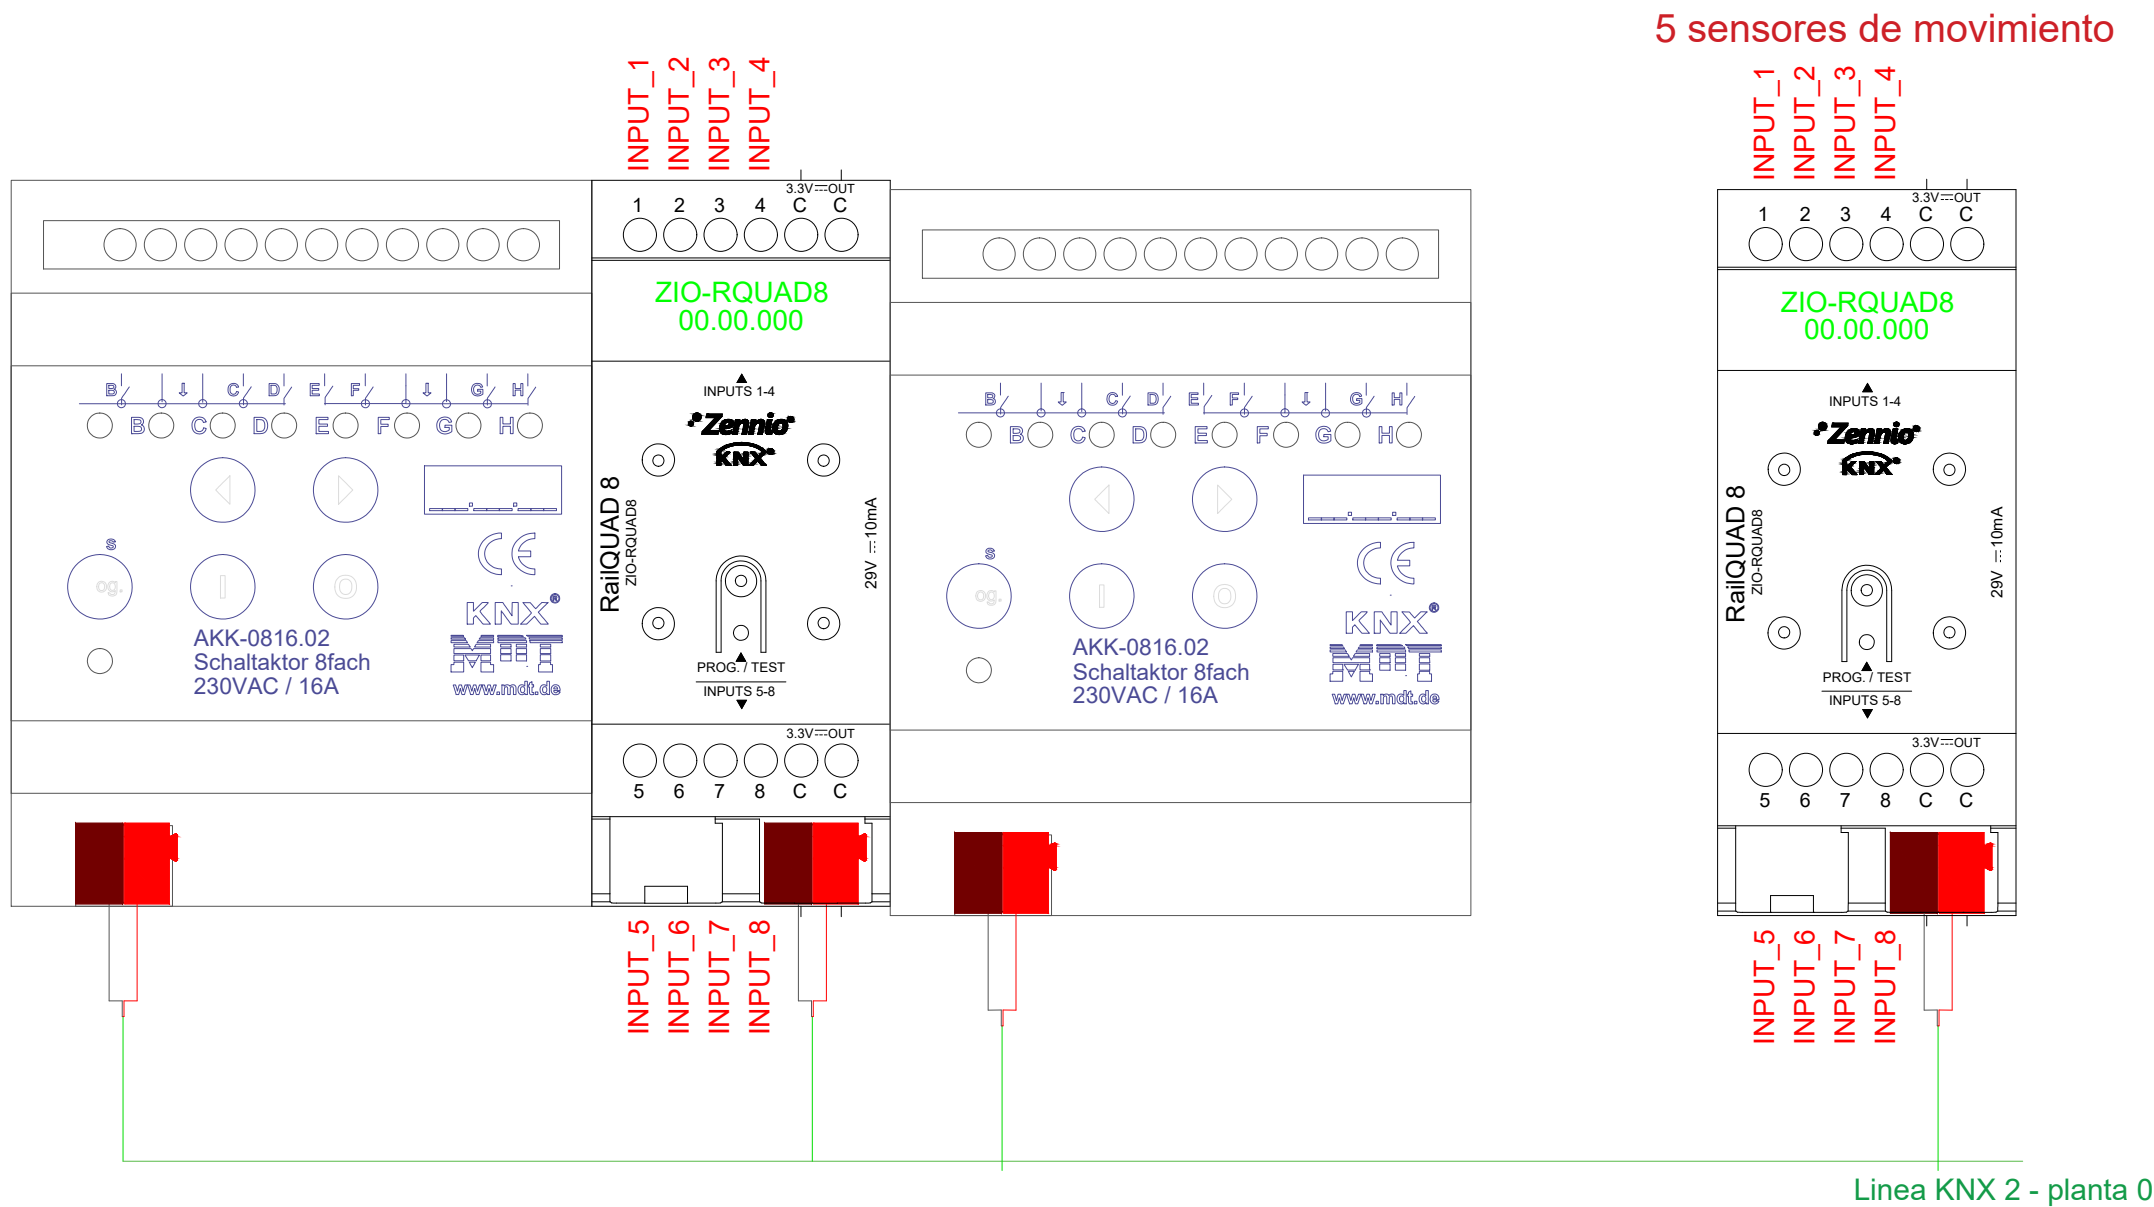 5 sensores de movimiento
INPUT_1
INPUT_2
INPUT_3
INPUT_4
3.3V⎓OUT
1 2 3 4 C C
ZIO-RQUAD8
00.00.000
INPUTS 1-4
Zennio
KNX
RailQUAD 8
ZIO-RQUAD8
29V ⎓10mA
PROG. / TEST
INPUTS 5-8
3.3V⎓OUT
5 6 7 8 C C
INPUT_5
INPUT_6
INPUT_7
INPUT_8
B C D E F G H
B C D E F G H
S
og. I O
CE
KNX®
MDT
www.mdt.de
AKK-0816.02
Schaltaktor 8fach
230VAC / 16A
B C D E F G H
B C D E F G H
S
og. I O
CE
KNX®
MDT
www.mdt.de
AKK-0816.02
Schaltaktor 8fach
230VAC / 16A
INPUT_1
INPUT_2
INPUT_3
INPUT_4
3.3V⎓OUT
1 2 3 4 C C
ZIO-RQUAD8
00.00.000
INPUTS 1-4
Zennio
KNX
RailQUAD 8
ZIO-RQUAD8
29V ⎓10mA
PROG. / TEST
INPUTS 5-8
3.3V⎓OUT
5 6 7 8 C C
INPUT_5
INPUT_6
INPUT_7
INPUT_8
Linea KNX 2 - planta 0